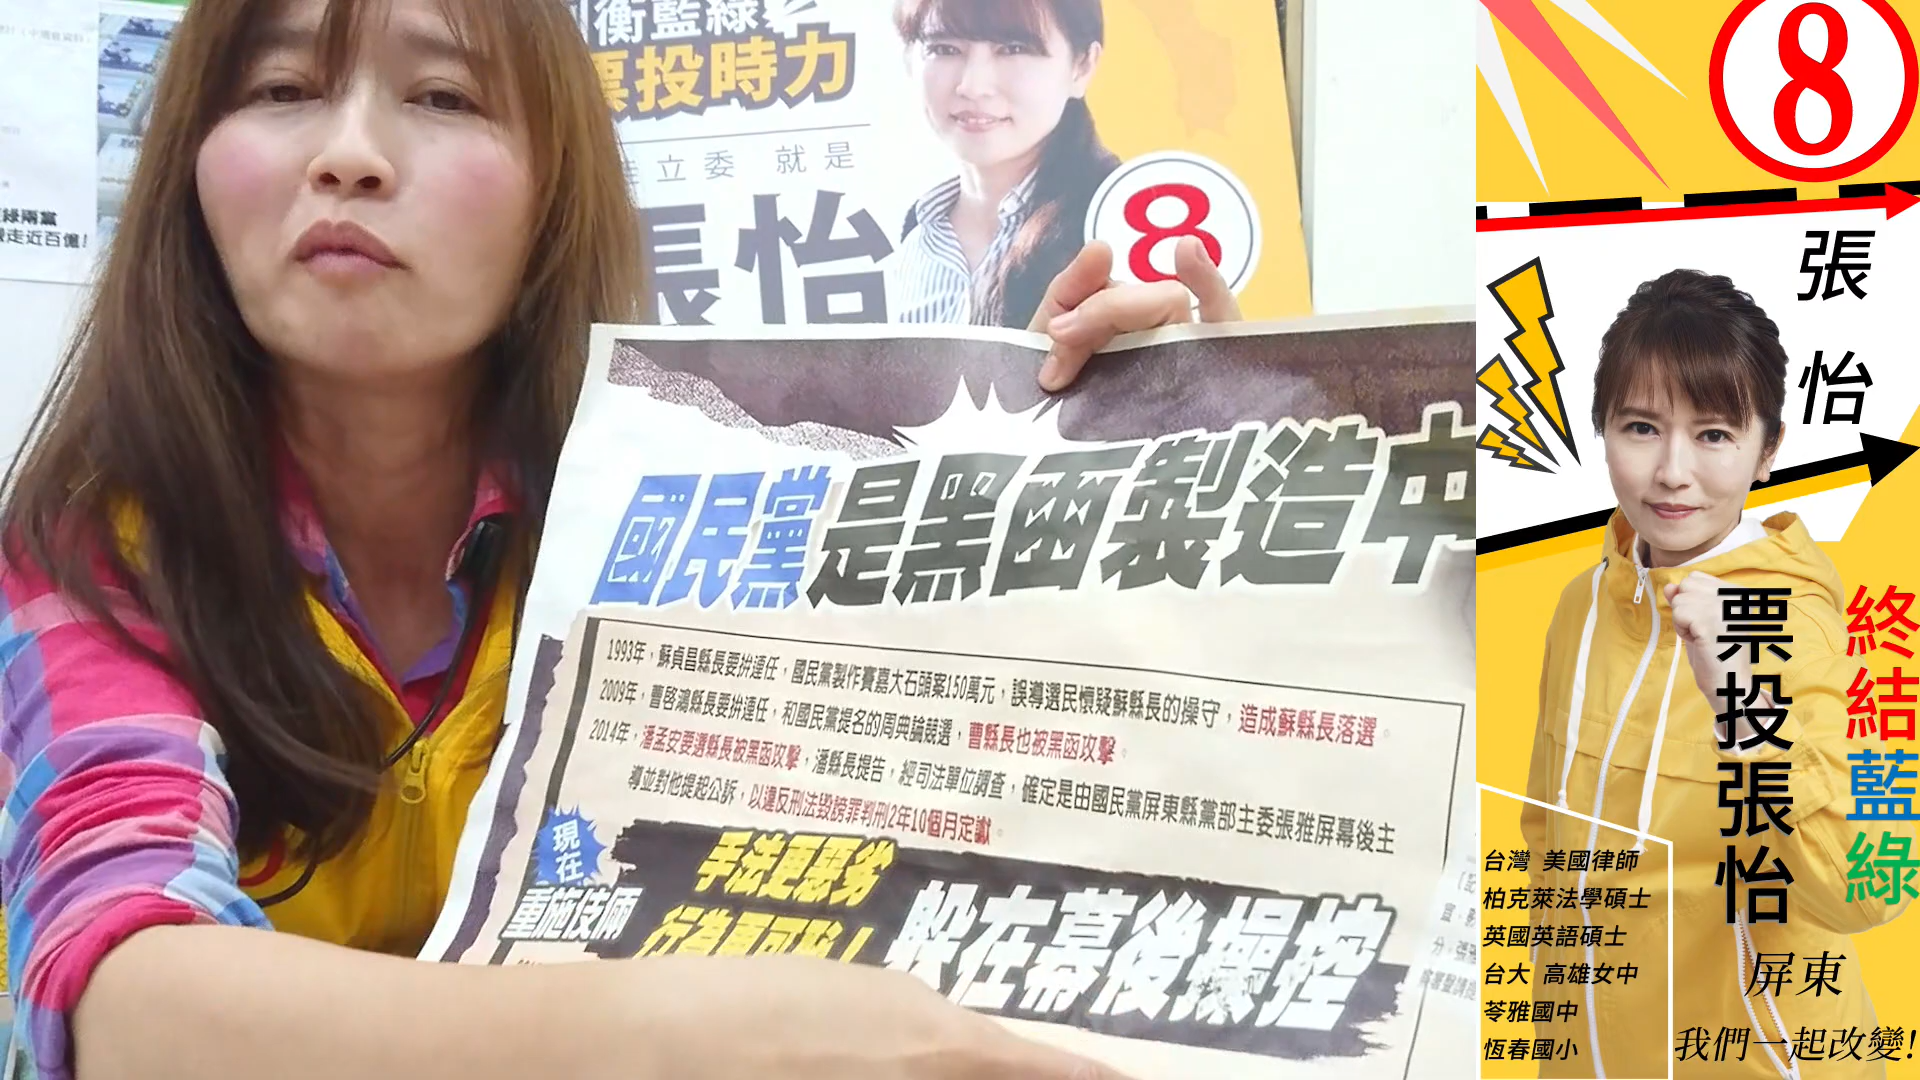 制衡藍綠
票投時力
立委 就是
張怡
8
綠兩黨
走近百億!
國民黨是黑函製造中
1993年，蘇貞昌縣長要拚連任，國民黨製作賽嘉大石頭案150萬元，誤導選民懷疑蘇縣長的操守，造成蘇縣長落選。
2009年，曹啓鴻縣長要拚連任，和國民黨提名的周典論競選，曹縣長也被黑函攻擊。
2014年，潘孟安要選縣長被黑函攻擊，潘縣長提告，經司法單位調查，確定是由國民黨屏東縣黨部主委張雅屏幕後主
導並對他提起公訴，以違反刑法毀謗罪判刑2年10個月定讞。
現在
重施伎倆
手法更惡劣
行為更可恥!
躲在幕後操控
8
張怡
終結藍綠
票投張怡
台灣 美國律師
柏克萊法學碩士
英國英語碩士
台大 高雄女中
苓雅國中
恆春國小
屏東
我們一起改變!